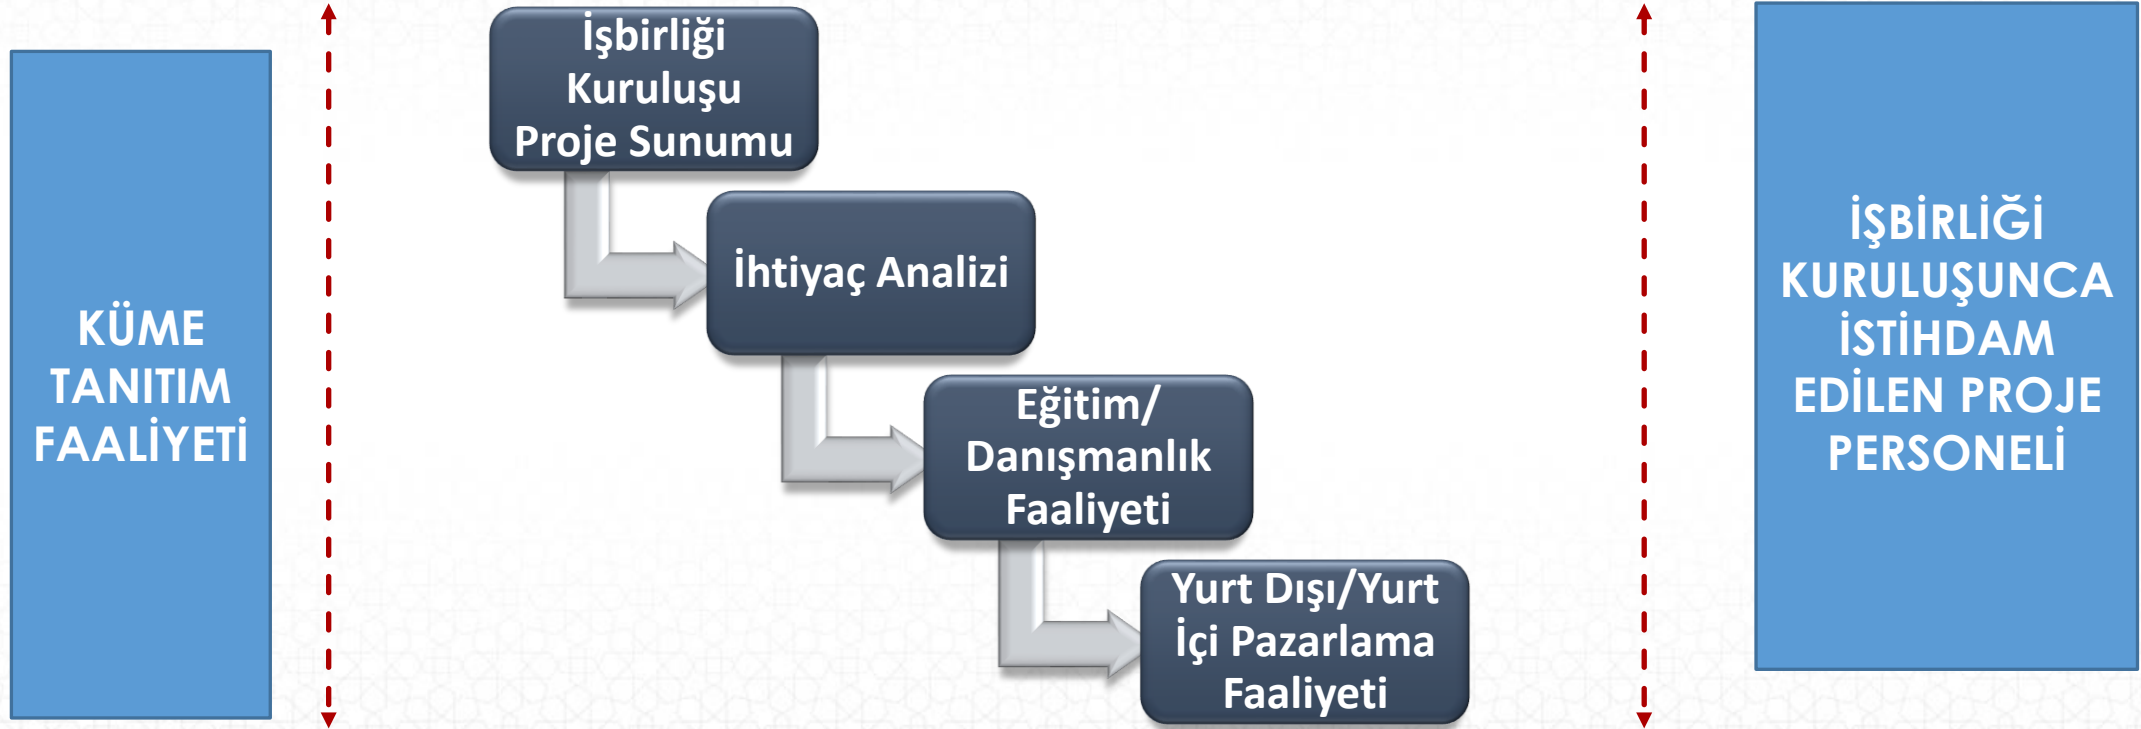 KÜME
TANITIM
FAALİYETİ
İşbirliği
Kuruluşu
Proje Sunumu
İhtiyaç Analizi
Eğitim/
Danışmanlık
Faaliyeti
Yurt Dışı/Yurt
İçi Pazarlama
Faaliyeti
İŞBİRLİĞİ
KURULUŞUNCA
İSTİHDAM
EDİLEN PROJE
PERSONELİ